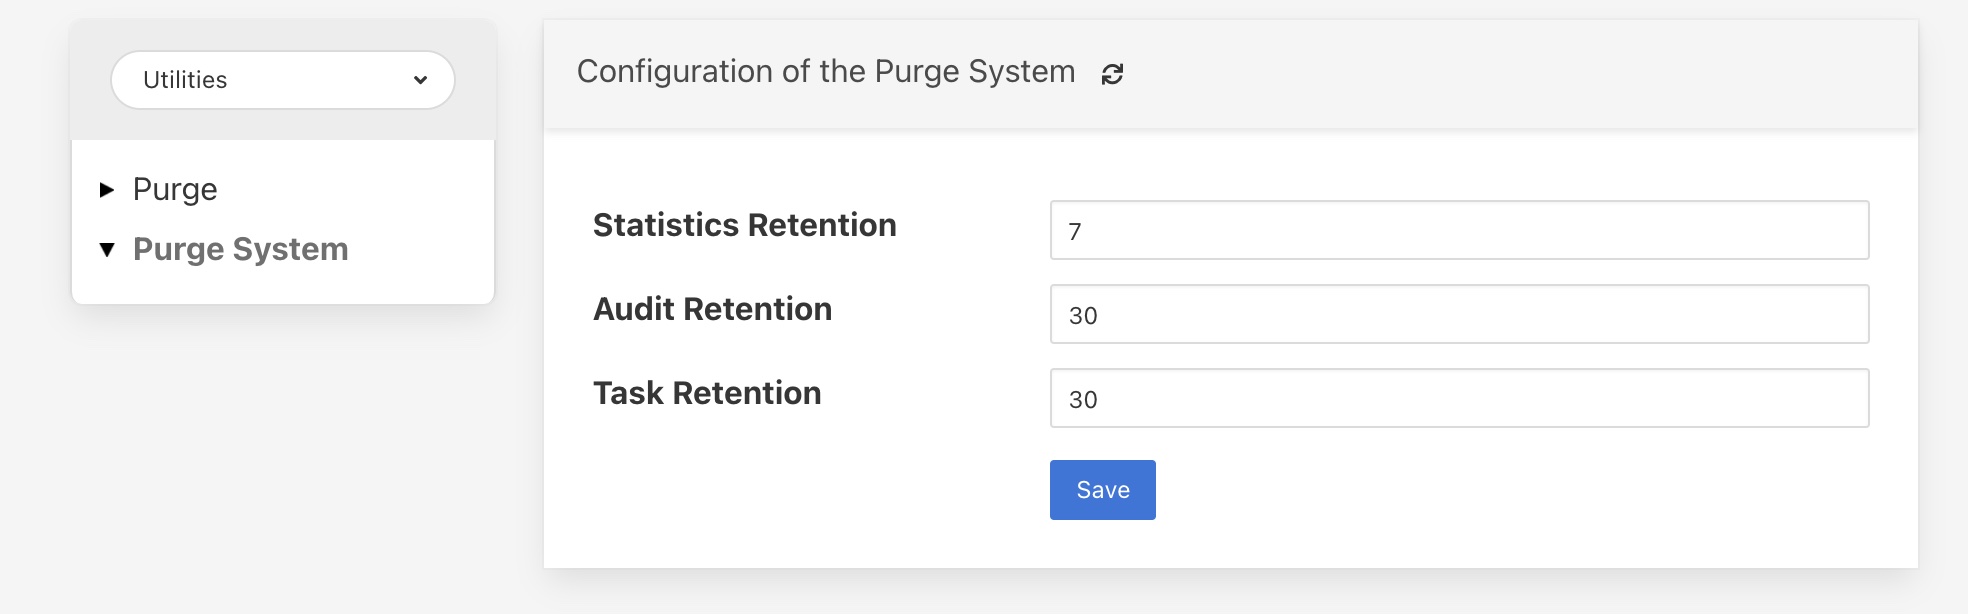 Utilities
Purge
Purge System
Configuration of the Purge System
Statistics Retention
7
Audit Retention
30
Task Retention
30
Save